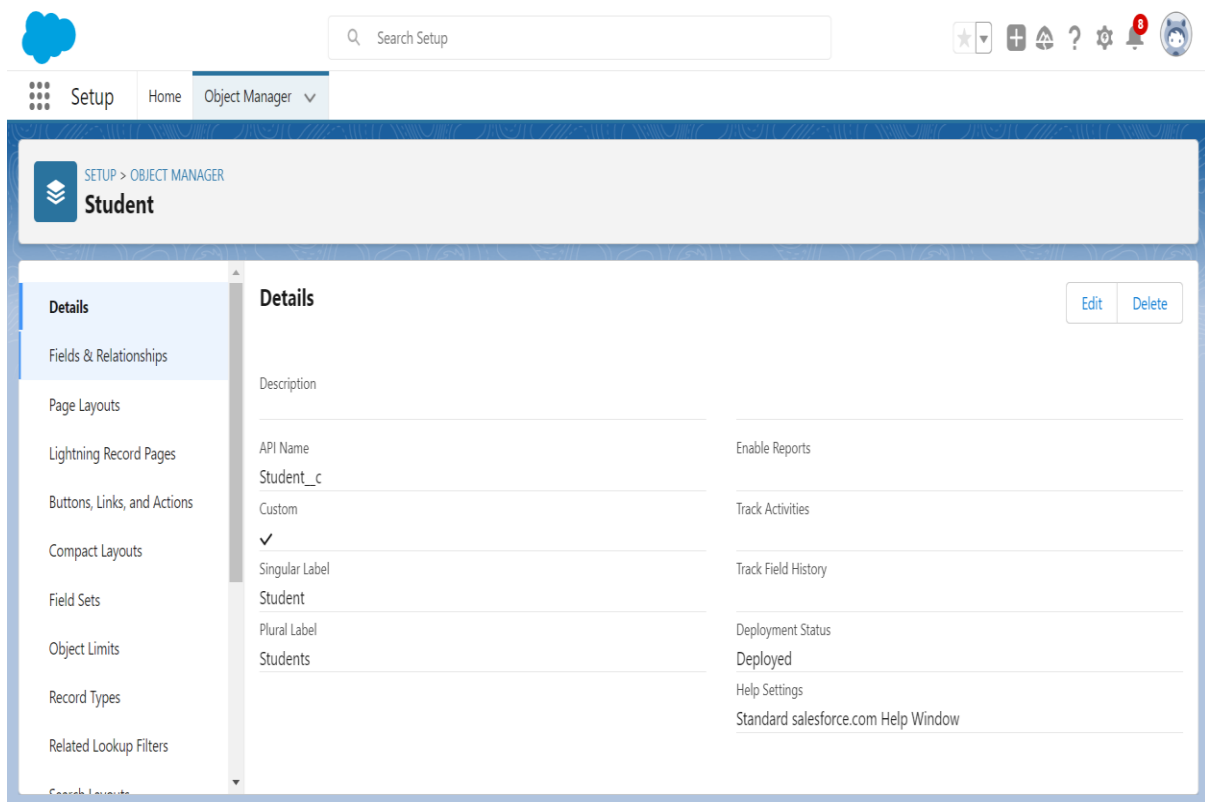 Search Setup
8
Setup Home Object Manager
SETUP > OBJECT MANAGER
Student
Details
Fields & Relationships
Page Layouts
Lightning Record Pages
Buttons, Links, and Actions
Compact Layouts
Field Sets
Object Limits
Record Types
Related Lookup Filters
Search Layouts
Details
Edit Delete
Description
API Name
Student__c
Custom
Singular Label
Student
Plural Label
Students
Enable Reports
Track Activities
Track Field History
Deployment Status
Deployed
Help Settings
Standard salesforce.com Help Window